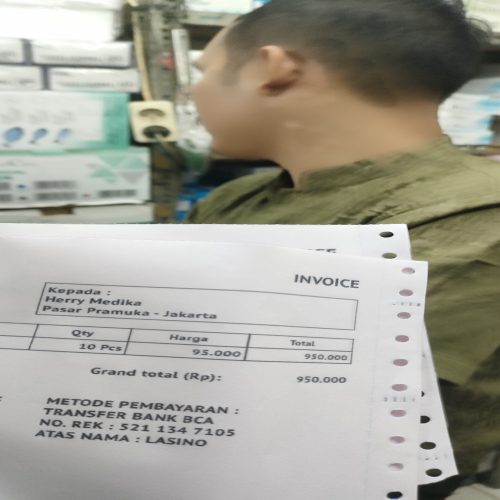 INVOICE
Kepada :
Herry Medika
Pasar Pramuka - Jakarta
Qty Harga Total
10 Pcs 95.000 950.000
Grand total (Rp): 950.000
METODE PEMBAYARAN :
TRANSFER BANK BCA
NO. REK : 521 134 7105
ATAS NAMA : LASINO